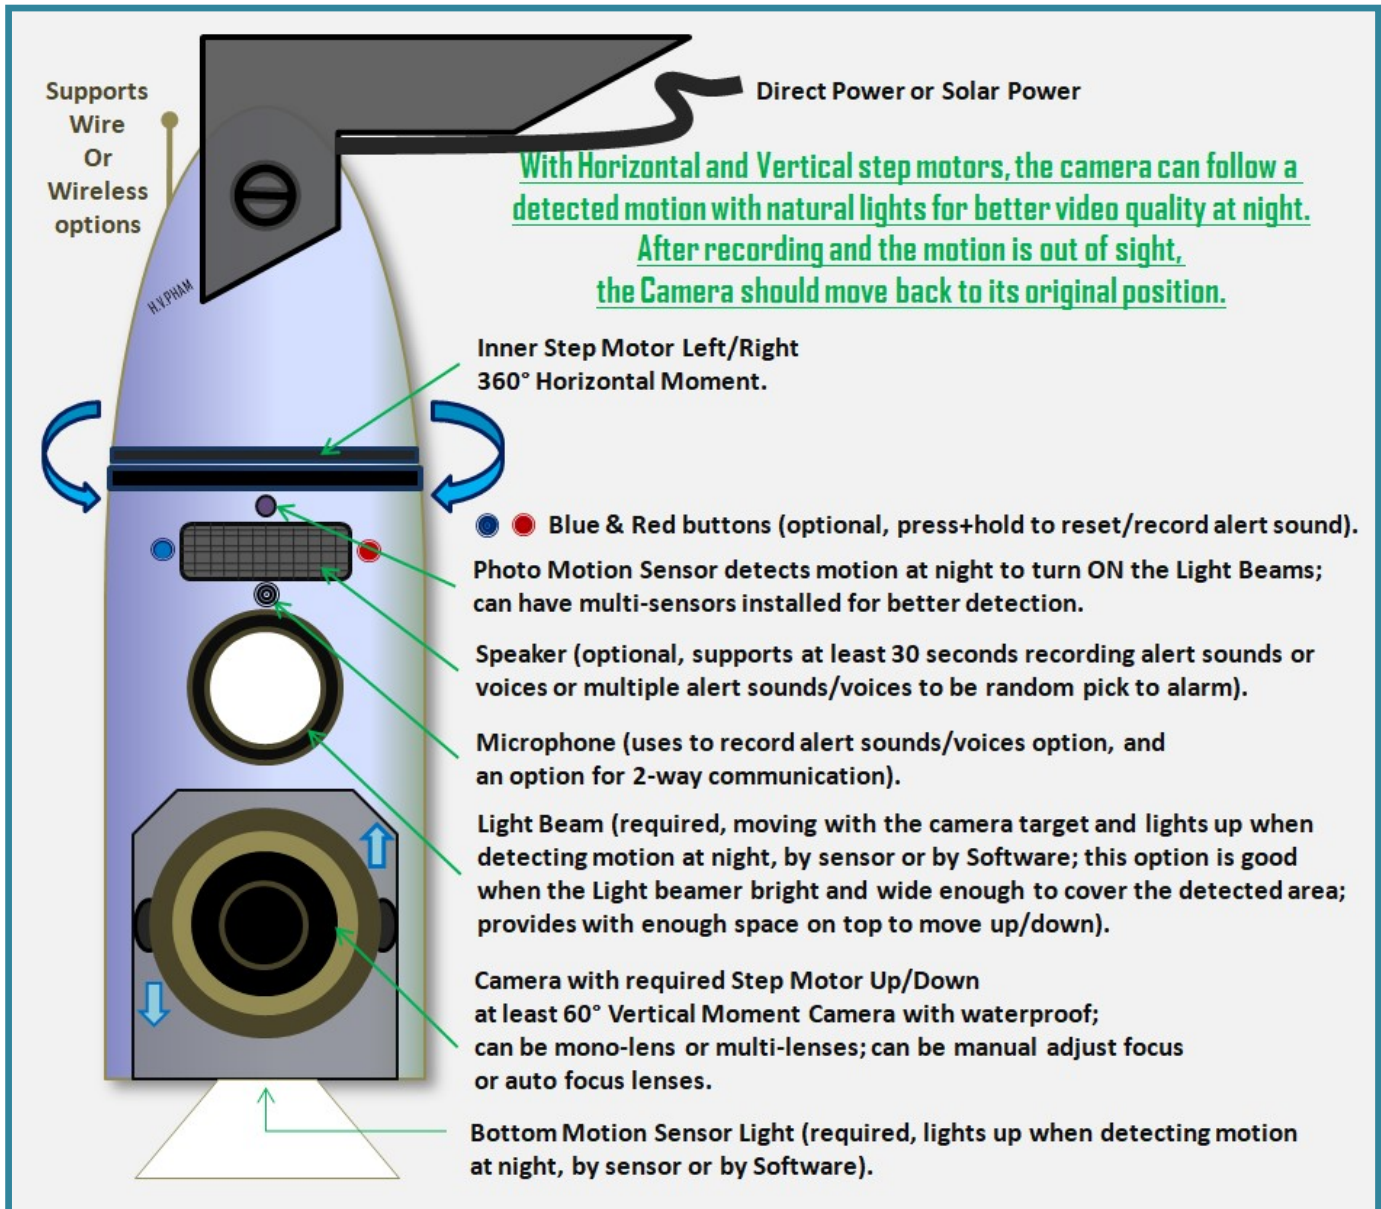 Supports
Wire
Or
Wireless
options
Direct Power or Solar Power
With Horizontal and Vertical step motors, the camera can follow a
detected motion with natural lights for better video quality at night.
After recording and the motion is out of sight,
the Camera should move back to its original position.
H.V.PHAM
Inner Step Motor Left/Right
360° Horizontal Moment.
Blue & Red buttons (optional, press+hold to reset/record alert sound).
Photo Motion Sensor detects motion at night to turn ON the Light Beams;
can have multi-sensors installed for better detection.
Speaker (optional, supports at least 30 seconds recording alert sounds or
voices or multiple alert sounds/voices to be random pick to alarm).
Microphone (uses to record alert sounds/voices option, and
an option for 2-way communication).
Light Beam (required, moving with the camera target and lights up when
detecting motion at night, by sensor or by Software; this option is good
when the Light beamer bright and wide enough to cover the detected area;
provides with enough space on top to move up/down).
Camera with required Step Motor Up/Down
at least 60° Vertical Moment Camera with waterproof;
can be mono-lens or multi-lenses; can be manual adjust focus
or auto focus lenses.
Bottom Motion Sensor Light (required, lights up when detecting motion
at night, by sensor or by Software).